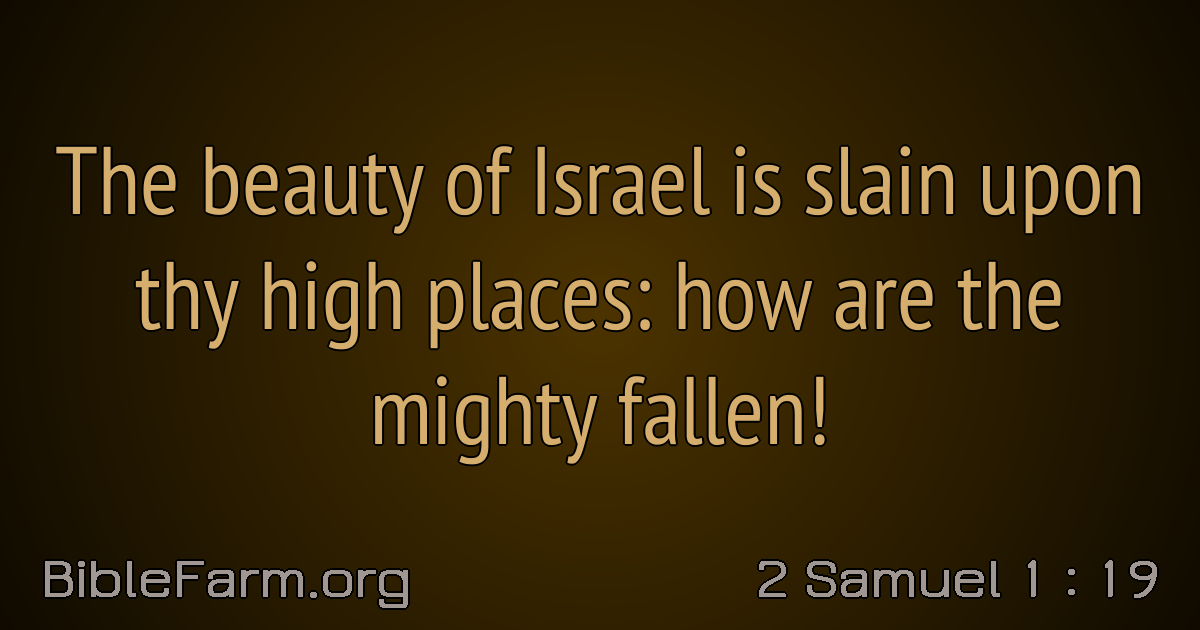 The beauty of Israel is slain upon
thy high places: how are the
mighty fallen!
BibleFarm.org
2 Samuel 1 : 19